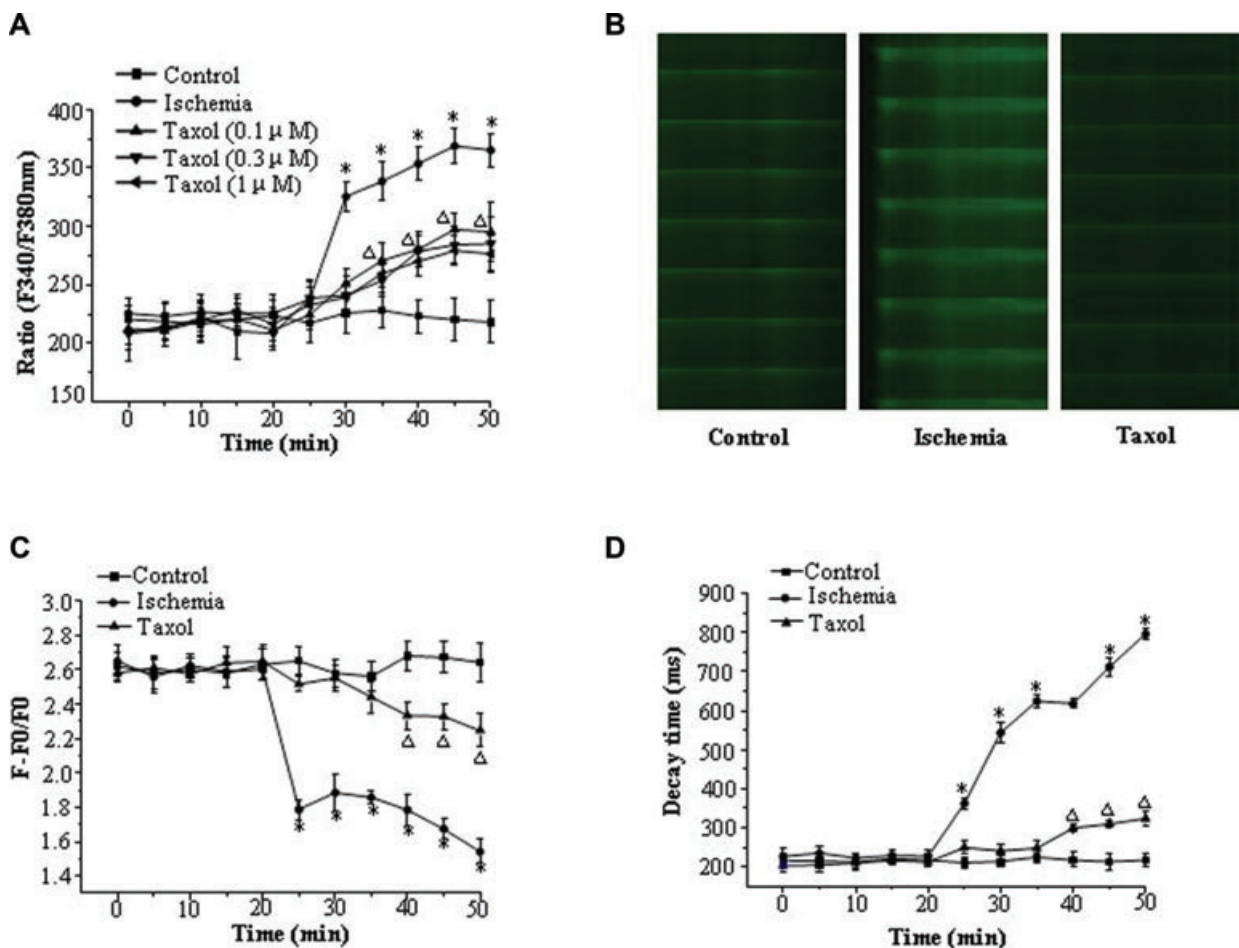 A
Control
Ischemia
Taxol (0.1 μ M)
Taxol (0.3 μ M)
Taxol (1 μ M)
Ratio (F340/F380nm)
400
350
300
250
200
150
* * * * *
Δ Δ Δ Δ
0 10 20 30 40 50
Time (min)
B
Control Ischemia Taxol
C
Control
Ischemia
Taxol
F-F0/F0
3.0
2.8
2.6
2.4
2.2
2.0
1.8
1.6
1.4
Δ Δ Δ
* * * * * *
0 10 20 30 40 50
Time (min)
D
Control
Ischemia
Taxol
Decay time (ms)
900
800
700
600
500
350
300
200
* * * * *
Δ Δ Δ
0 10 20 30 40 50
Time (min)